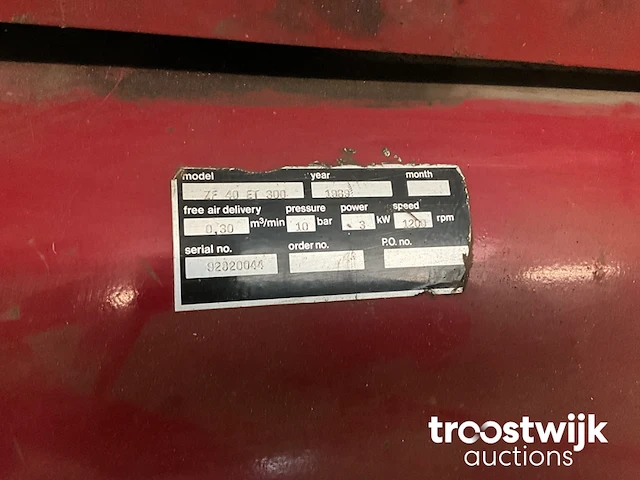 model year month
ZF 40 ET 300 1989
free air delivery pressure power speed
0,30 m³/min 10 bar 3 kW 1200 rpm
serial no. order no. P.O. no.
92020044
troostwijk
auctions